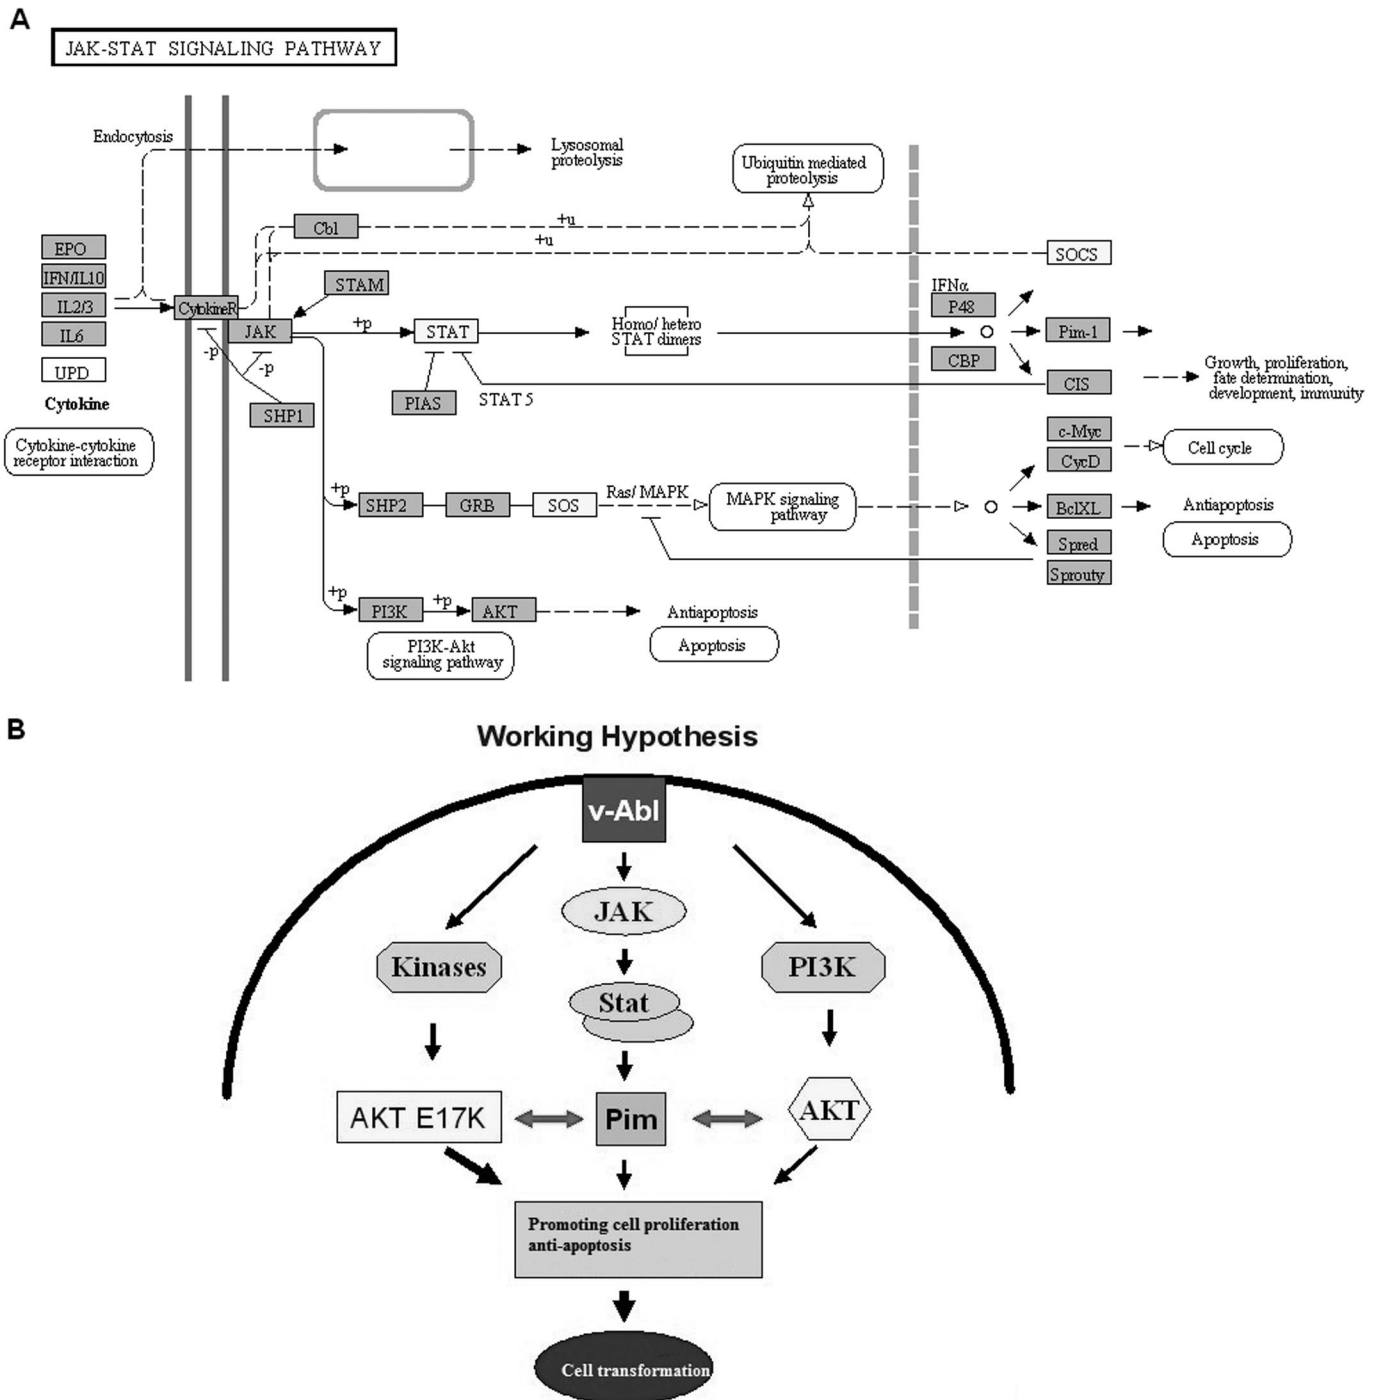 A
JAK-STAT SIGNALING PATHWAY
Endocytosis
Lysosomal
proteolysis
Ubiquitin mediated
proteolysis
Cbl
+u
+u
SOCS
EPO
IFN/IL10
IL2/3
IL6
UPD
Cytokine
Cytokine-cytokine
receptor interaction
CytokineR
JAK
STAM
-p
-p
SHP1
+p
STAT
PIAS
STAT 5
Homo/ hetero
STAT dimers
IFNα
P48
CBP
Pim-1
CIS
Growth, proliferation,
fate determination,
development, immunity
c-Myc
CycD
Cell cycle
+p
SHP2
GRB
SOS
Ras/ MAPK
MAPK signaling
pathway
BclXL
Antiapoptosis
Spred
Apoptosis
Sprouty
+p
PI3K
+p
AKT
Antiapoptosis
PI3K-Akt
signaling pathway
Apoptosis
B
Working Hypothesis
v-Abl
JAK
Kinases
PI3K
Stat
AKT E17K
Pim
AKT
Promoting cell proliferation
anti-apoptosis
Cell transformation